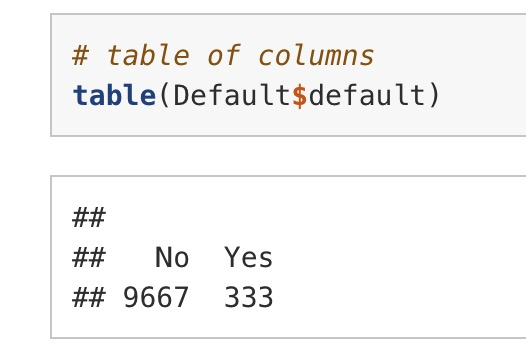 # table of columns
table(Default$default)
##
##   No  Yes
## 9667  333